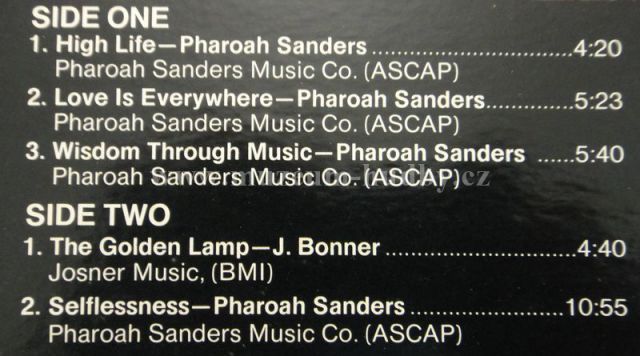 SIDE ONE
1. High Life—Pharoah Sanders..............................4:20
Pharoah Sanders Music Co. (ASCAP)
2. Love Is Everywhere—Pharoah Sanders.............5:23
Pharoah Sanders Music Co. (ASCAP)
3. Wisdom Through Music—Pharoah Sanders ......5:40
Pharoah Sanders Music Co. (ASCAP)
SIDE TWO
1. The Golden Lamp—J. Bonner............................4:40
Josner Music, (BMI)
2. Selflessness—Pharoah Sanders......................10:55
Pharoah Sanders Music Co. (ASCAP)